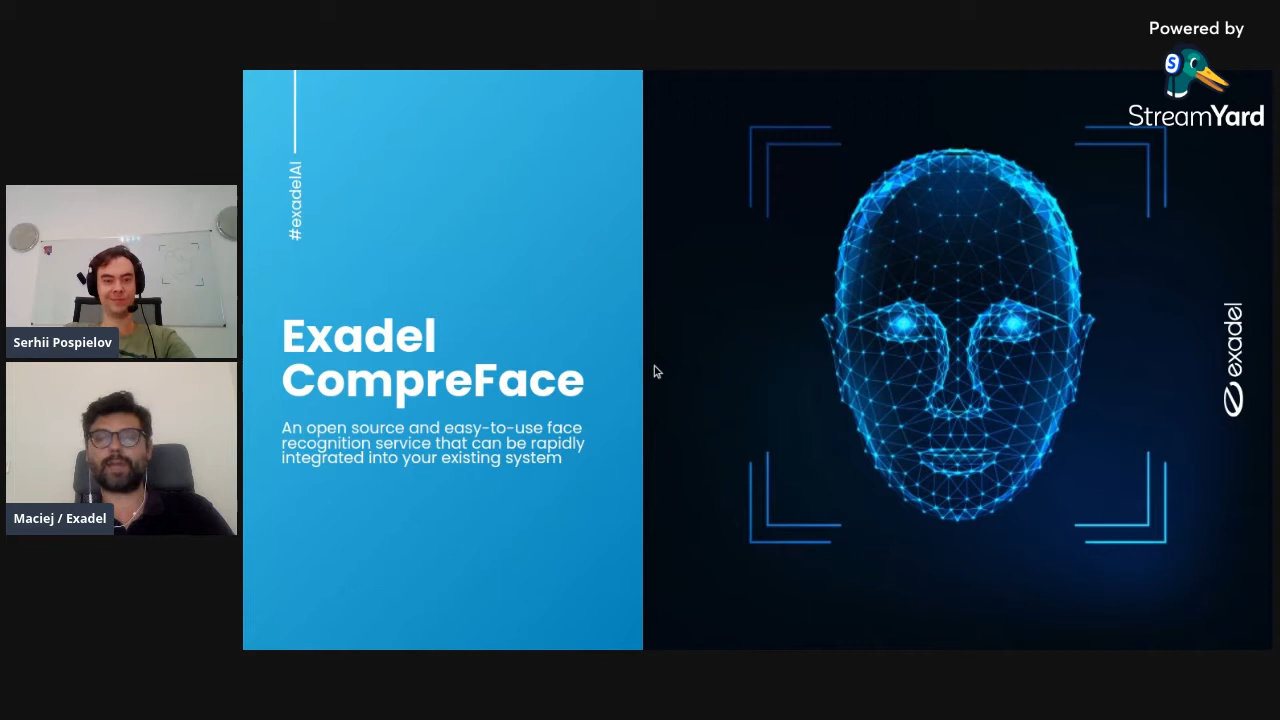 Powered by
S
StreamYard
#exadelAI
Exadel
CompreFace
An open source and easy-to-use face
recognition service that can be rapidly
integrated into your existing system
exadel
Serhii Pospielov
Maciej / Exadel